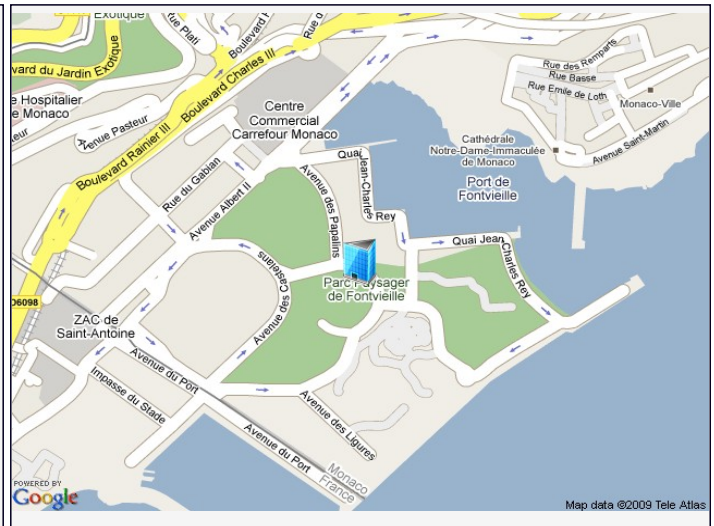 Exotique
Rue Plati
Boulevard
Rue d
vard du Jardin Exotique
Boulevard Charles III
Rue des Remparts
Rue Basse
Rue Emile de Loth
Monaco-Ville
e Hospitalier
e Monaco
eur
Avenue Pasteur
Centre
Commercial
Carrefour Monaco
Avenue Saint-Martin
Cathédrale
Notre-Dame-Immaculée
de Monaco
Boulevard Rainier III
Quai Jean-Charles Rey
Rue du Gabian
Avenue Albert II
Avenue des Papalins
Port de
Fontvieille
Quai Jean Charles Rey
Avenue des Castelans
Parc Paysager
de Fontvieille
D6098
ZAC de
Saint-Antoine
Avenue du Port
Impasse du Stade
Avenue des Ligures
Avenue du Port
Monaco
France
POWERED BY
Google
Map data ©2009 Tele Atlas